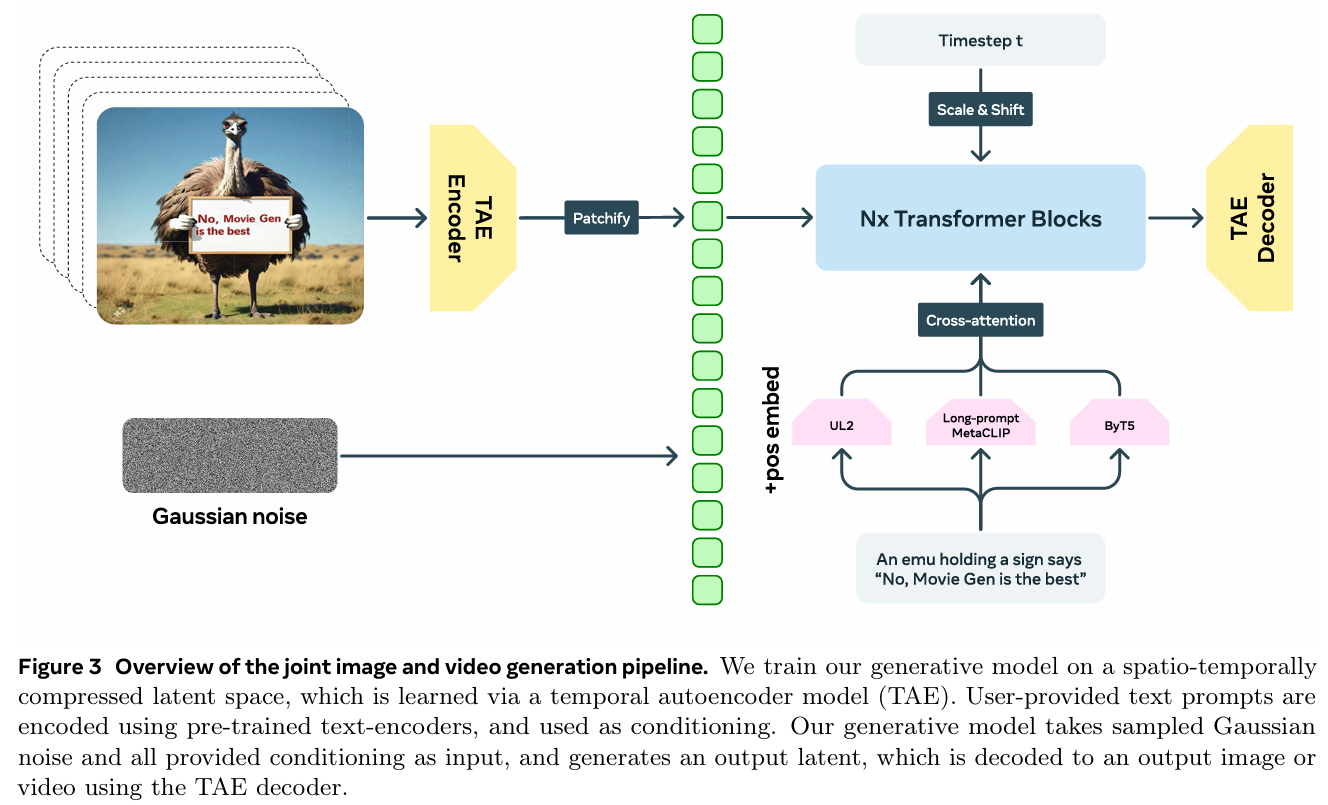 No, Movie Gen
is the best
TAE
Encoder
Patchify
Gaussian noise
+pos embed
Timestep t
Scale & Shift
Nx Transformer Blocks
TAE
Decoder
Cross-attention
UL2
Long-prompt
MetaCLIP
ByT5
An emu holding a sign says
“No, Movie Gen is the best”
Figure 3 Overview of the joint image and video generation pipeline. We train our generative model on a spatio-temporally
compressed latent space, which is learned via a temporal autoencoder model (TAE). User-provided text prompts are
encoded using pre-trained text-encoders, and used as conditioning. Our generative model takes sampled Gaussian
noise and all provided conditioning as input, and generates an output latent, which is decoded to an output image or
video using the TAE decoder.